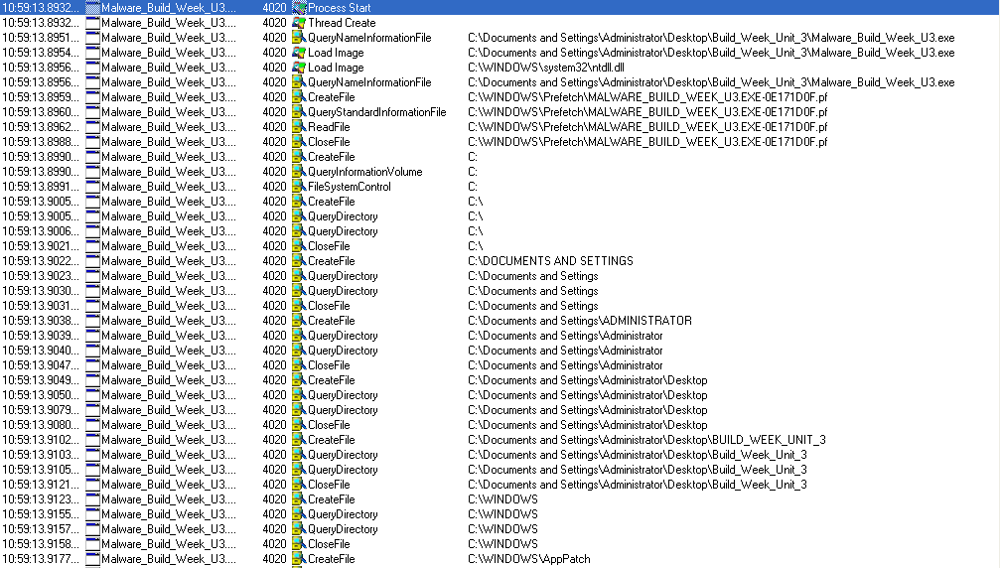 10:59:13.8932... Malware_Build_Week_U3.... 4020 Process Start
10:59:13.8932... Malware_Build_Week_U3.... 4020 Thread Create
10:59:13.8951... Malware_Build_Week_U3.... 4020 QueryNameInformationFile C:\Documents and Settings\Administrator\Desktop\Build_Week_Unit_3\Malware_Build_Week_U3.exe
10:59:13.8954... Malware_Build_Week_U3.... 4020 Load Image C:\Documents and Settings\Administrator\Desktop\Build_Week_Unit_3\Malware_Build_Week_U3.exe
10:59:13.8956... Malware_Build_Week_U3.... 4020 Load Image C:\WINDOWS\system32\ntdll.dll
10:59:13.8956... Malware_Build_Week_U3.... 4020 QueryNameInformationFile C:\Documents and Settings\Administrator\Desktop\Build_Week_Unit_3\Malware_Build_Week_U3.exe
10:59:13.8959... Malware_Build_Week_U3.... 4020 CreateFile C:\WINDOWS\Prefetch\MALWARE_BUILD_WEEK_U3.EXE-0E171D0F.pf
10:59:13.8960... Malware_Build_Week_U3.... 4020 QueryStandardInformationFile C:\WINDOWS\Prefetch\MALWARE_BUILD_WEEK_U3.EXE-0E171D0F.pf
10:59:13.8962... Malware_Build_Week_U3.... 4020 ReadFile C:\WINDOWS\Prefetch\MALWARE_BUILD_WEEK_U3.EXE-0E171D0F.pf
10:59:13.8988... Malware_Build_Week_U3.... 4020 CloseFile C:\WINDOWS\Prefetch\MALWARE_BUILD_WEEK_U3.EXE-0E171D0F.pf
10:59:13.8990... Malware_Build_Week_U3.... 4020 CreateFile C:
10:59:13.8990... Malware_Build_Week_U3.... 4020 QueryInformationVolume C:
10:59:13.8991... Malware_Build_Week_U3.... 4020 FileSystemControl C:
10:59:13.9005... Malware_Build_Week_U3.... 4020 CreateFile C:\
10:59:13.9005... Malware_Build_Week_U3.... 4020 QueryDirectory C:\
10:59:13.9006... Malware_Build_Week_U3.... 4020 QueryDirectory C:\
10:59:13.9021... Malware_Build_Week_U3.... 4020 CloseFile C:\
10:59:13.9022... Malware_Build_Week_U3.... 4020 CreateFile C:\DOCUMENTS AND SETTINGS
10:59:13.9023... Malware_Build_Week_U3.... 4020 QueryDirectory C:\Documents and Settings
10:59:13.9030... Malware_Build_Week_U3.... 4020 QueryDirectory C:\Documents and Settings
10:59:13.9031... Malware_Build_Week_U3.... 4020 CloseFile C:\Documents and Settings
10:59:13.9038... Malware_Build_Week_U3.... 4020 CreateFile C:\Documents and Settings\ADMINISTRATOR
10:59:13.9039... Malware_Build_Week_U3.... 4020 QueryDirectory C:\Documents and Settings\Administrator
10:59:13.9040... Malware_Build_Week_U3.... 4020 QueryDirectory C:\Documents and Settings\Administrator
10:59:13.9047... Malware_Build_Week_U3.... 4020 CloseFile C:\Documents and Settings\Administrator
10:59:13.9049... Malware_Build_Week_U3.... 4020 CreateFile C:\Documents and Settings\Administrator\Desktop
10:59:13.9050... Malware_Build_Week_U3.... 4020 QueryDirectory C:\Documents and Settings\Administrator\Desktop
10:59:13.9079... Malware_Build_Week_U3.... 4020 QueryDirectory C:\Documents and Settings\Administrator\Desktop
10:59:13.9080... Malware_Build_Week_U3.... 4020 CloseFile C:\Documents and Settings\Administrator\Desktop
10:59:13.9102... Malware_Build_Week_U3.... 4020 CreateFile C:\Documents and Settings\Administrator\Desktop\BUILD_WEEK_UNIT_3
10:59:13.9103... Malware_Build_Week_U3.... 4020 QueryDirectory C:\Documents and Settings\Administrator\Desktop\Build_Week_Unit_3
10:59:13.9105... Malware_Build_Week_U3.... 4020 QueryDirectory C:\Documents and Settings\Administrator\Desktop\Build_Week_Unit_3
10:59:13.9121... Malware_Build_Week_U3.... 4020 CloseFile C:\Documents and Settings\Administrator\Desktop\Build_Week_Unit_3
10:59:13.9123... Malware_Build_Week_U3.... 4020 CreateFile C:\WINDOWS
10:59:13.9155... Malware_Build_Week_U3.... 4020 QueryDirectory C:\WINDOWS
10:59:13.9157... Malware_Build_Week_U3.... 4020 QueryDirectory C:\WINDOWS
10:59:13.9158... Malware_Build_Week_U3.... 4020 CloseFile C:\WINDOWS
10:59:13.9177... Malware_Build_Week_U3.... 4020 CreateFile C:\WINDOWS\AppPatch